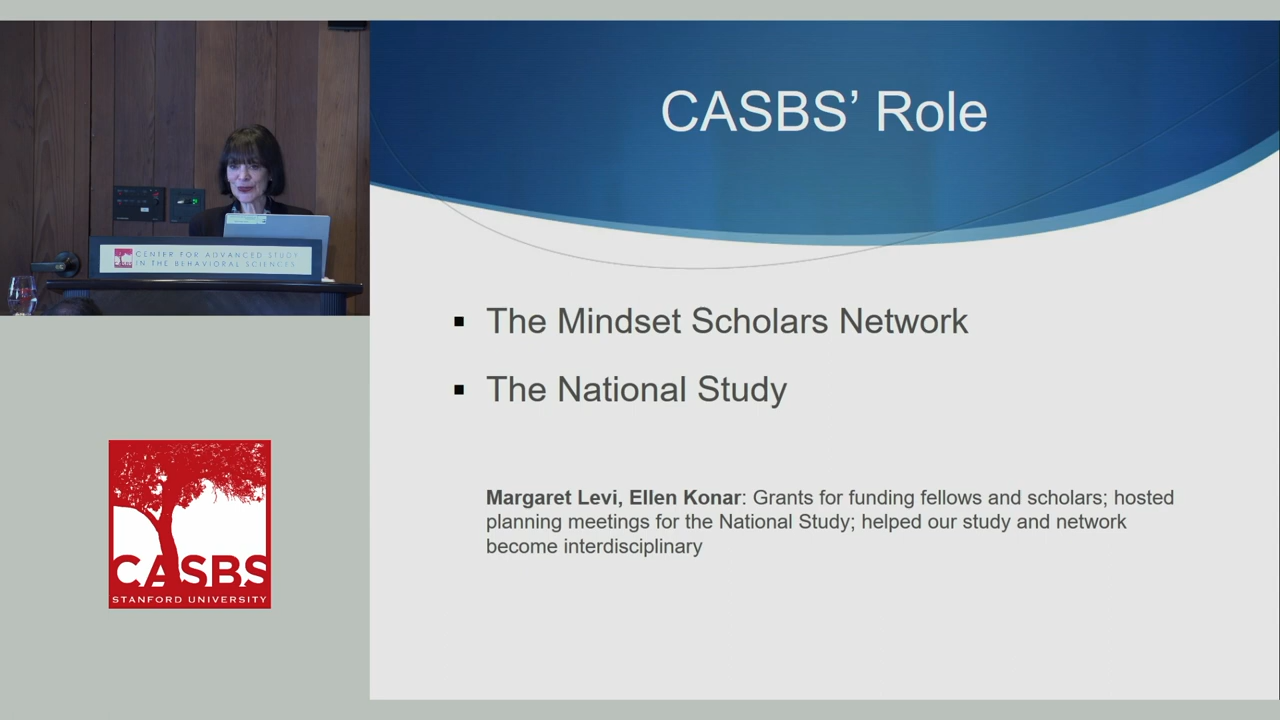 CASBS’ Role
CENTER FOR ADVANCED STUDY
IN THE BEHAVIORAL SCIENCES
▪ The Mindset Scholars Network
▪ The National Study
Margaret Levi, Ellen Konar: Grants for funding fellows and scholars; hosted
planning meetings for the National Study; helped our study and network
become interdisciplinary
CASBS
STANFORD UNIVERSITY